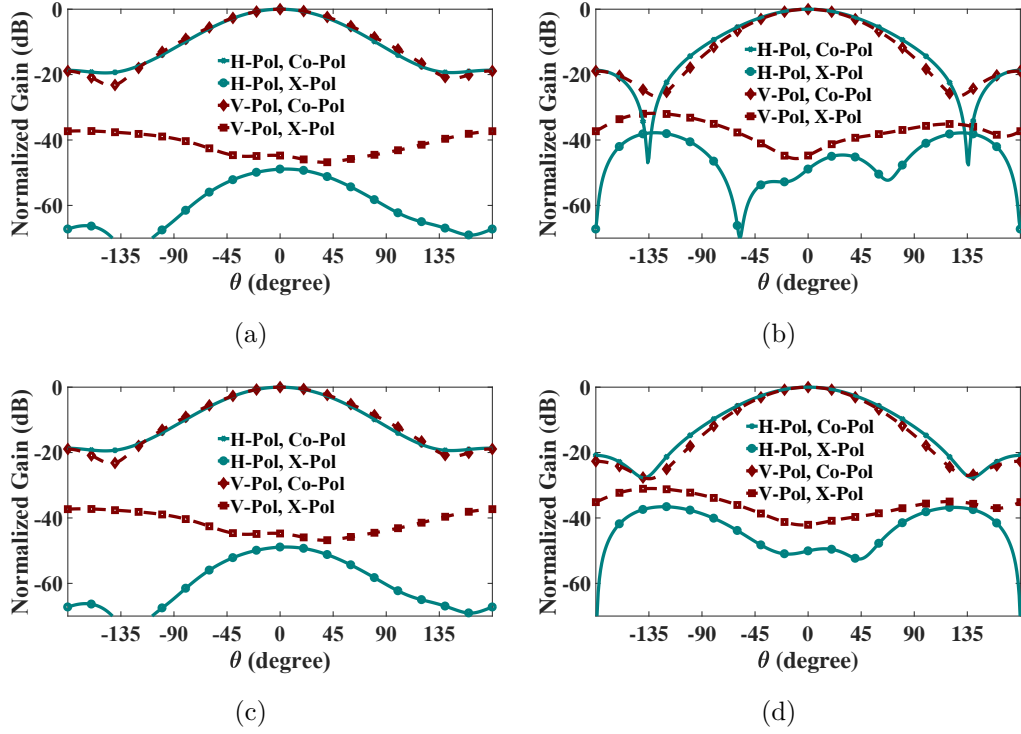 Normalized Gain (dB)
0
-20
-40
-60
H-Pol, Co-Pol
H-Pol, X-Pol
V-Pol, Co-Pol
V-Pol, X-Pol
-135 -90 -45 0 45 90 135
θ (degree)
(a)
Normalized Gain (dB)
0
-20
-40
-60
H-Pol, Co-Pol
H-Pol, X-Pol
V-Pol, Co-Pol
V-Pol, X-Pol
-135 -90 -45 0 45 90 135
θ (degree)
(b)
Normalized Gain (dB)
0
-20
-40
-60
H-Pol, Co-Pol
H-Pol, X-Pol
V-Pol, Co-Pol
V-Pol, X-Pol
-135 -90 -45 0 45 90 135
θ (degree)
(c)
Normalized Gain (dB)
0
-20
-40
-60
H-Pol, Co-Pol
H-Pol, X-Pol
V-Pol, Co-Pol
V-Pol, X-Pol
-135 -90 -45 0 45 90 135
θ (degree)
(d)